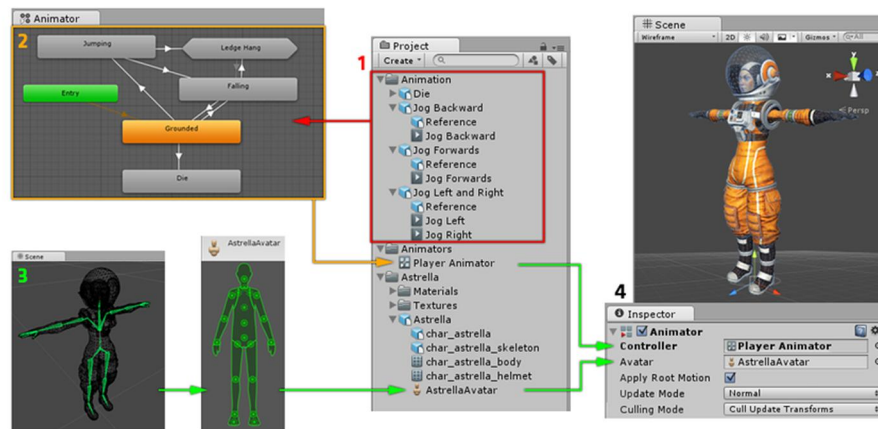 Animator
2
Jumping
Ledge Hang
Falling
Entry
Grounded
Die
3
Scene
AstrellaAvatar
1
Project
Create
Animation
Die
Jog Backward
Reference
Jog Backward
Jog Forwards
Reference
Jog Forwards
Jog Left and Right
Reference
Jog Left
Jog Right
Animators
Player Animator
Astrella
Materials
Textures
Astrella
char_astrella
char_astrella_skeleton
char_astrella_body
char_astrella_helmet
AstrellaAvatar
Scene
Wireframe 2D Gizmos All
y
x
z
Persp
4
Inspector
Animator
Controller Player Animator
Avatar AstrellaAvatar
Apply Root Motion
Update Mode Normal
Culling Mode Cull Update Transforms